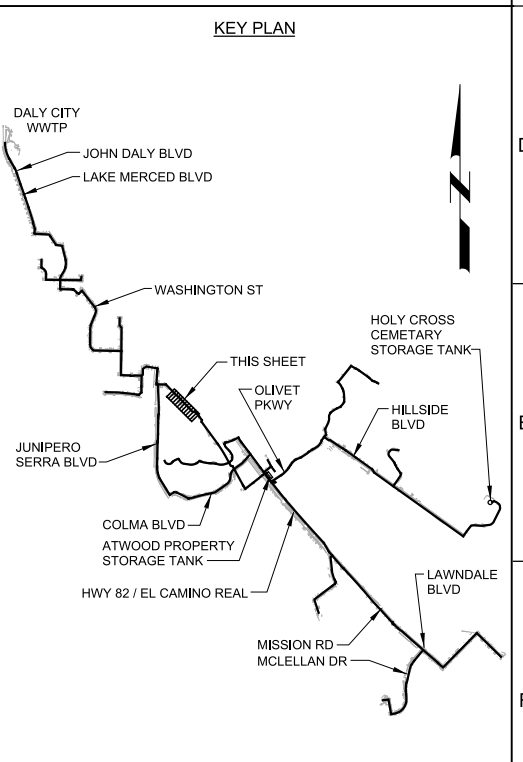 KEY PLAN
DALY CITY
WWTP
JOHN DALY BLVD
LAKE MERCED BLVD
N
WASHINGTON ST
HOLY CROSS
CEMETARY
STORAGE TANK
THIS SHEET
OLIVET
PKWY
HILLSIDE
BLVD
JUNIPERO
SERRA BLVD
COLMA BLVD
ATWOOD PROPERTY
STORAGE TANK
HWY 82 / EL CAMINO REAL
LAWNDALE
BLVD
MISSION RD
MCLELLAN DR
D
E
F